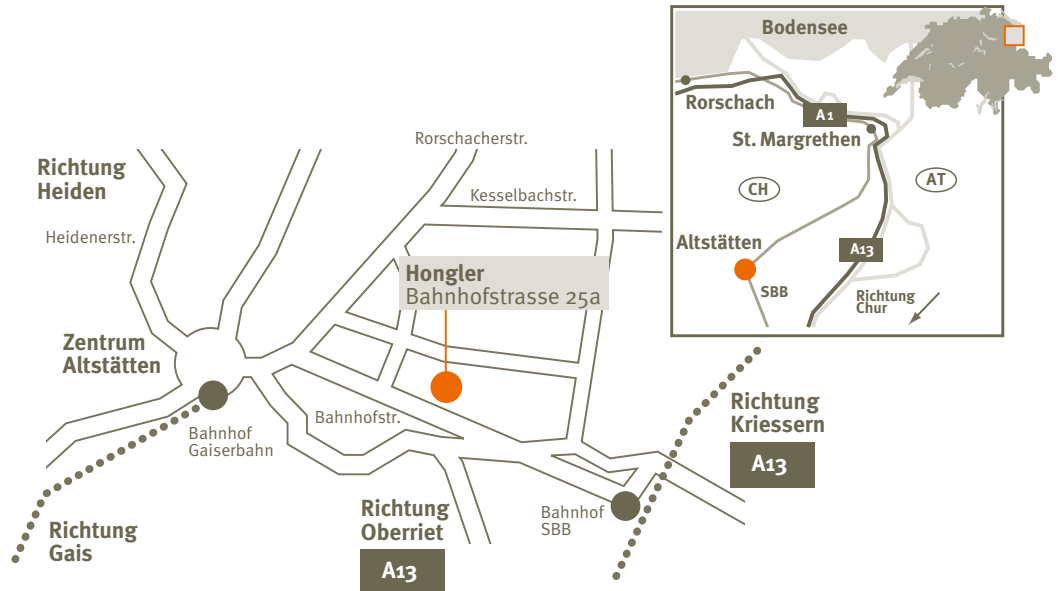 Rorschacherstr.
Richtung
Heiden
Kesselbachstr.
Heidenerstr.
Hongler
Bahnhofstrasse 25a
Zentrum
Altstätten
Bahnhofstr.
Bahnhof
Gaiserbahn
Richtung
Gais
Richtung
Oberriet
A13
Bahnhof
SBB
Richtung
Kriessern
A13
Bodensee
Rorschach
A1
St. Margrethen
CH
AT
Altstätten
A13
SBB
Richtung
Chur